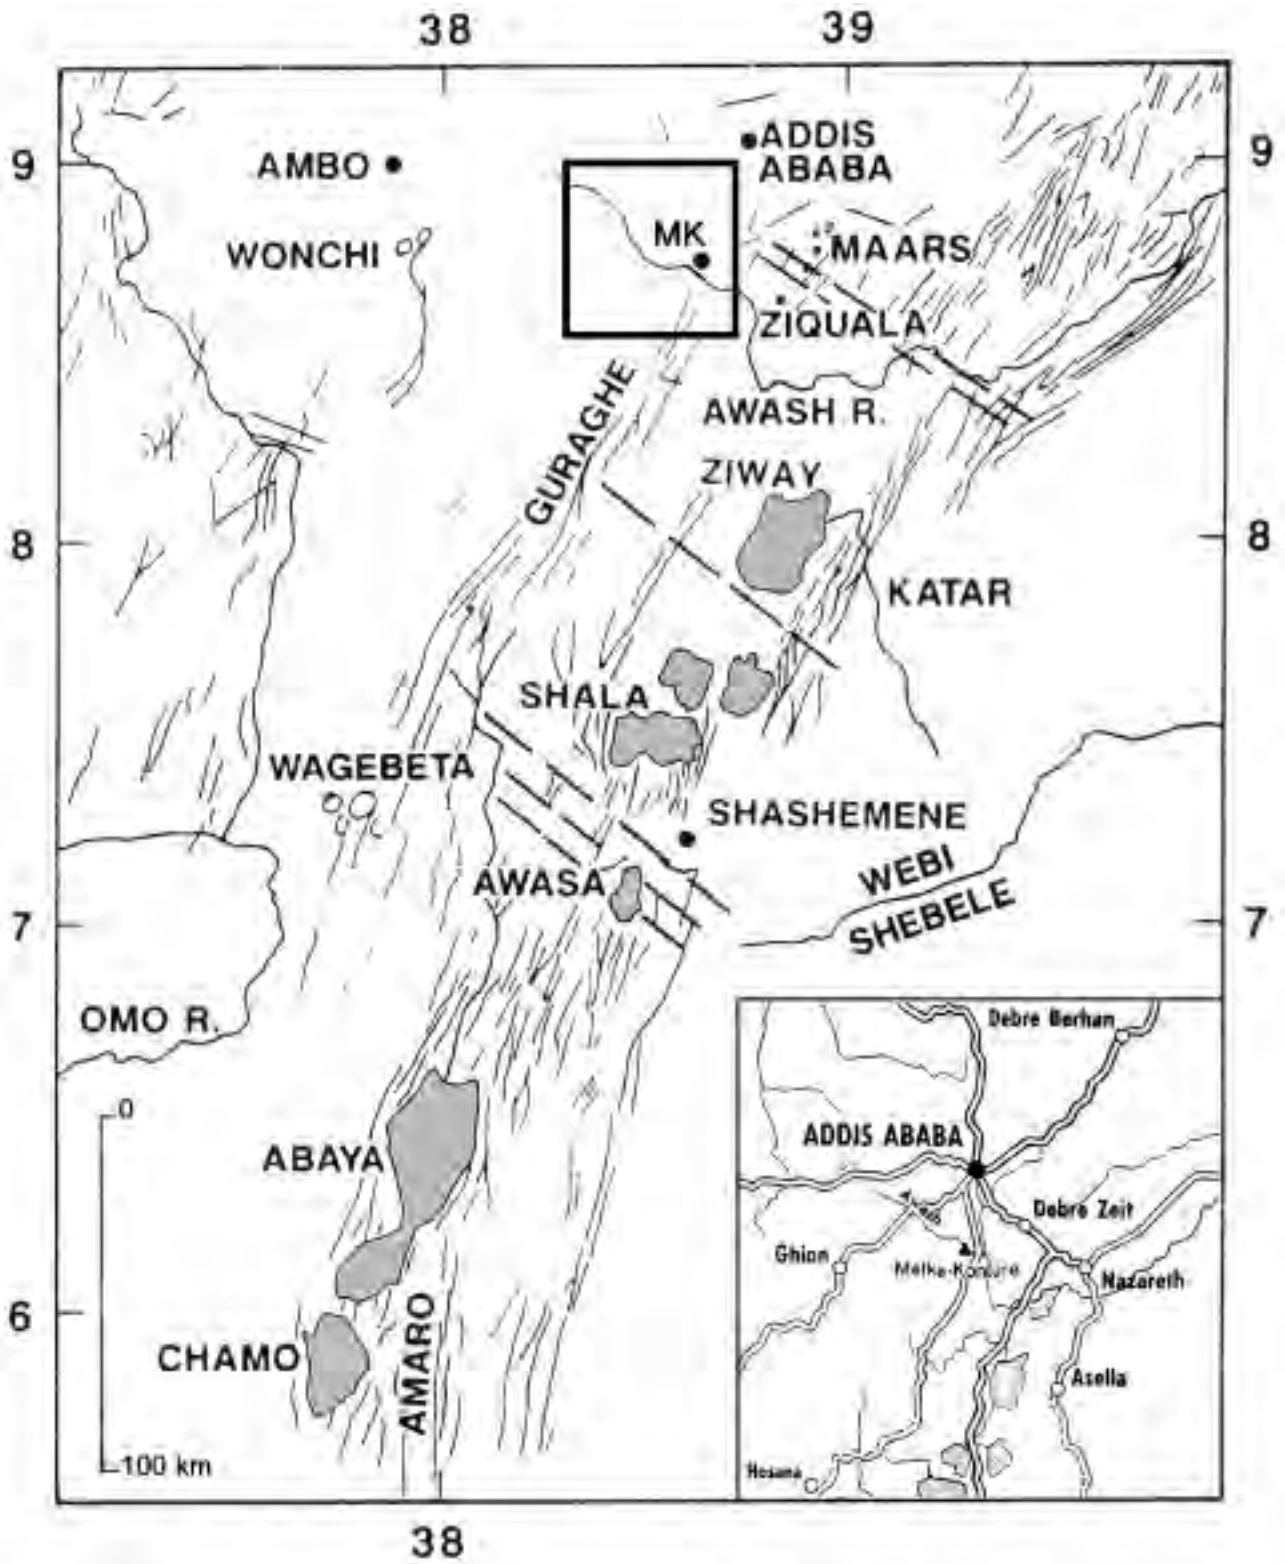 38
39
9
9
AMBO
ADDIS
ABABA
WONCHI
MK
MAARS
ZIQUALA
GURAGHE
AWASH R.
ZIWAY
8
8
KATAR
SHALA
WAGEBETA
SHASHEMENE
AWASA
WEBI
SHEBELE
7
7
OMO R.
0
100 km
ABAYA
6
CHAMO
AMARO
38
Debre Berhan
ADDIS ABABA
Debre Zeit
Ghion
Melka-Konture
Nazareth
Asella
Hosana